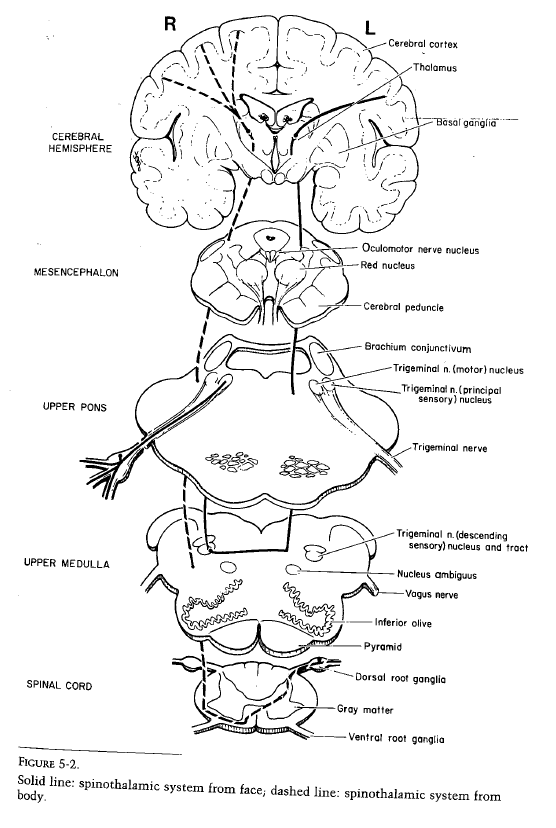 R
L
Cerebral cortex
Thalamus
Basal ganglia
CEREBRAL
HEMISPHERE
Oculomotor nerve nucleus
Red nucleus
MESENCEPHALON
Cerebral peduncle
Brachium conjunctivum
Trigeminal n. (motor) nucleus
Trigeminal n. (principal
sensory) nucleus
UPPER PONS
Trigeminal nerve
Trigeminal n. (descending
sensory) nucleus and tract
UPPER MEDULLA
Nucleus ambiguus
Vagus nerve
Inferior olive
Pyramid
Dorsal root ganglia
SPINAL CORD
Gray matter
Ventral root ganglia
FIGURE 5-2.
Solid line: spinothalamic system from face; dashed line: spinothalamic system from
body.